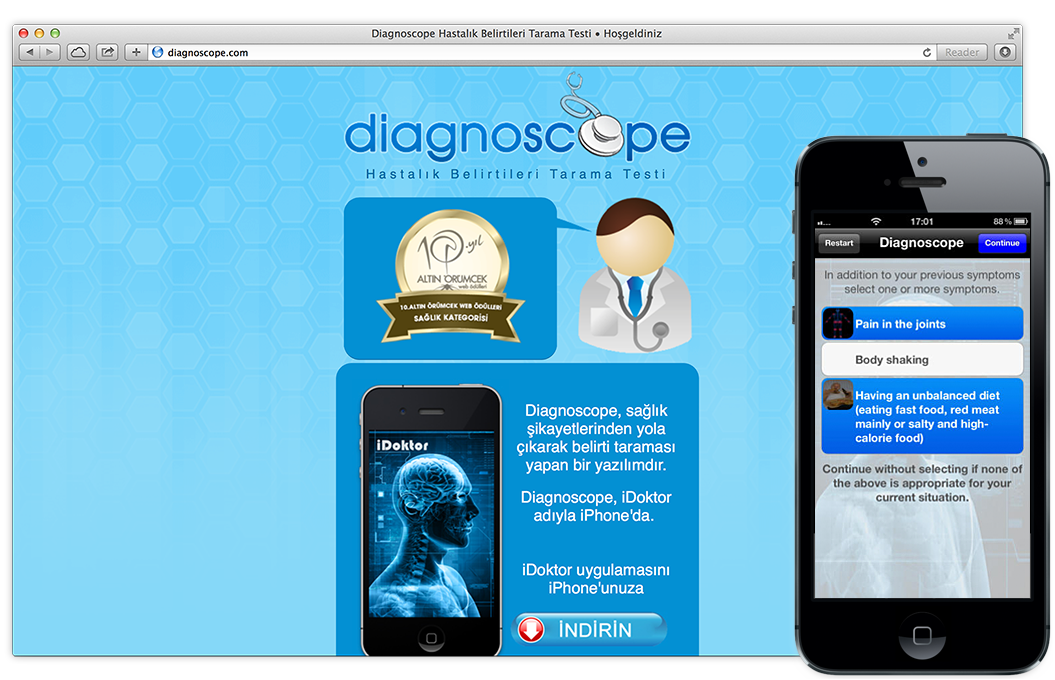 Diagnoscope Hastalık Belirtileri Tarama Testi • Hoşgeldiniz
diagnoscope.com
Reader
diagnoscope
Hastalık Belirtileri Tarama Testi
10.yıl
ALTIN ÖRÜMCEK
web ödülleri
10.ALTIN ÖRÜMCEK WEB ÖDÜLLERİ
SAĞLIK KATEGORİSİ
iDoktor
Diagnoscope, sağlık
şikayetlerinden yola
çıkarak belirti taraması
yapan bir yazılımdır.
Diagnoscope, iDoktor
adıyla iPhone'da.
iDoktor uygulamasını
iPhone'unuza
İNDİRİN
17:01
88 %
Restart
Diagnoscope
Continue
In addition to your previous symptoms
select one or more symptoms.
Pain in the joints
Body shaking
Having an unbalanced diet
(eating fast food, red meat
mainly or salty and high-
calorie food)
Continue without selecting if none of
the above is appropriate for your
current situation.